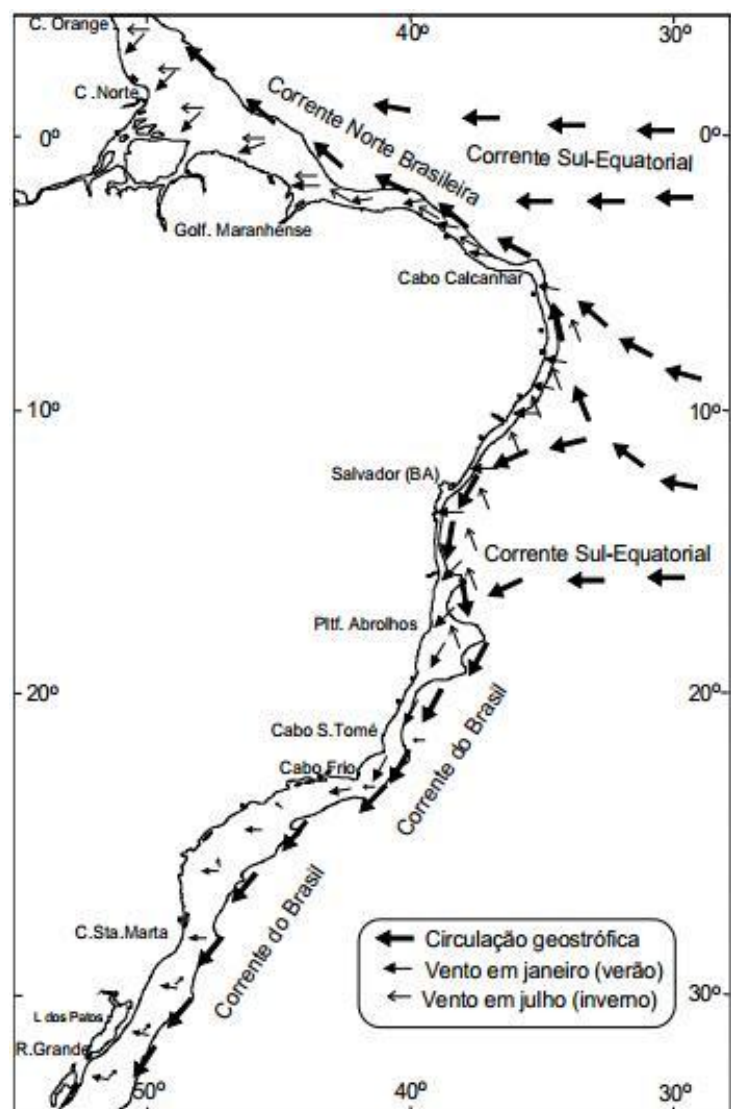 40º
30º
C. Orange
C .Norte
0º
0º
Corrente Norte Brasileira
Corrente Sul-Equatorial
Golf. Maranhense
Cabo Calcanhar
10º
10º
Salvador (BA)
Corrente Sul-Equatorial
Pltf. Abrolhos
20º
20º
Cabo S.Tomé
Cabo Frio
Corrente do Brasil
Corrente do Brasil
C.Sta.Marta
Circulação geostrófica
Vento em janeiro (verão)
Vento em julho (inverno)
L dos Patos
30º
R.Grande
50º
40º
30º